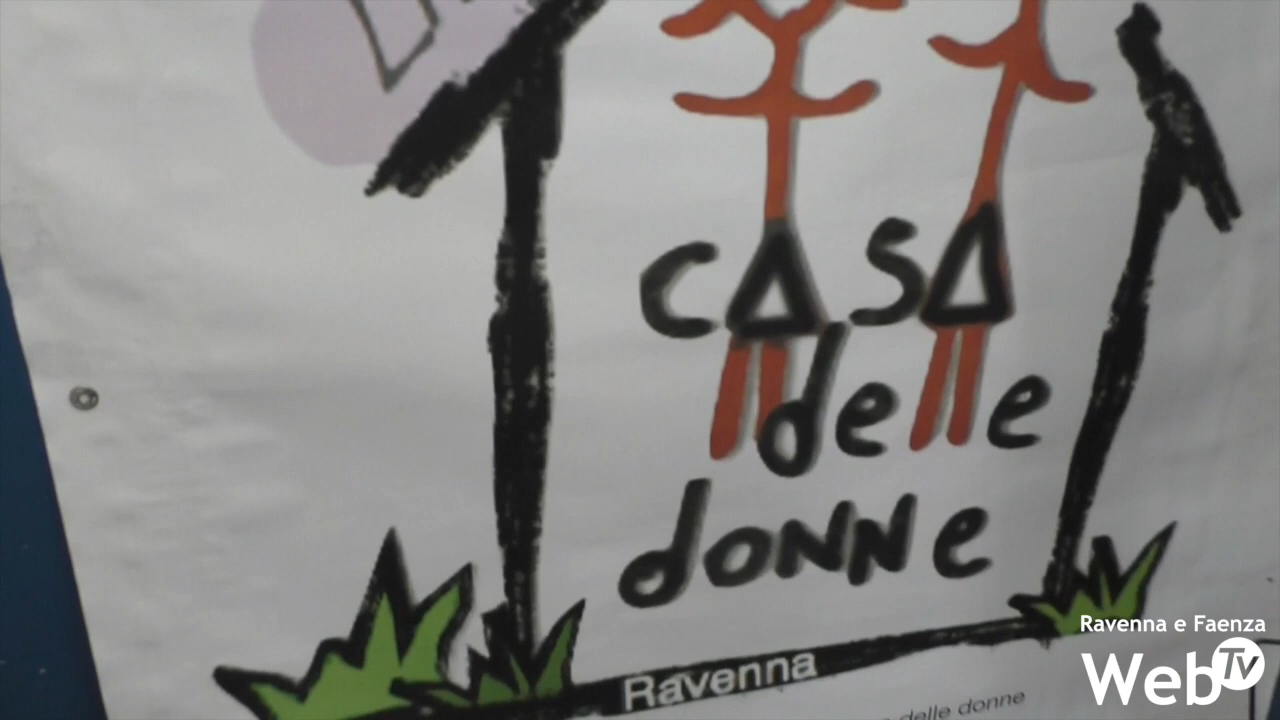 CASA
delle
donne
Ravenna
delle donne
Ravenna e Faenza
WebTv